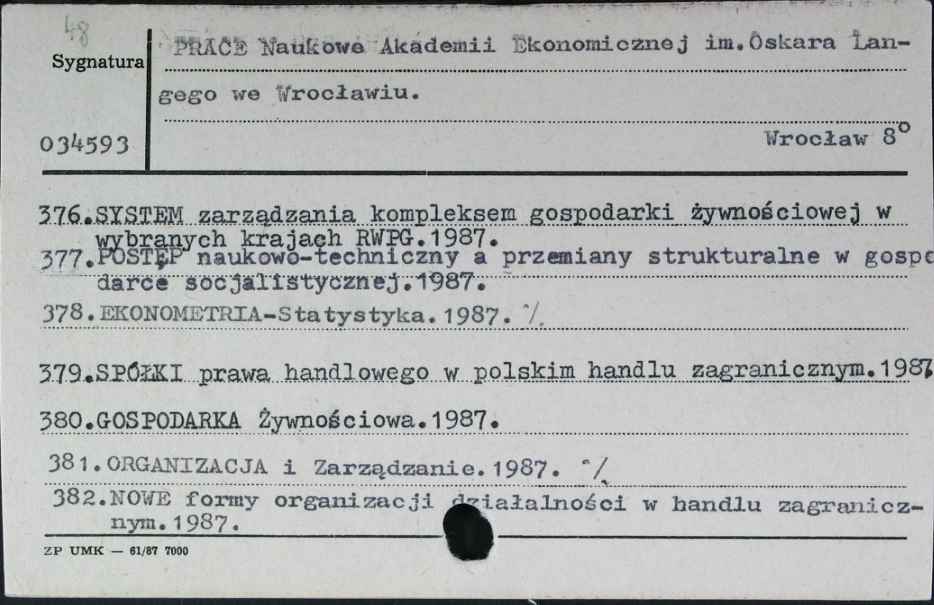 48
Sygnatura
PRACE Naukowe Akademii Ekonomicznej im.Oskara Lan-
gego we Wrocławiu.
034593
Wrocław 8°
376.SYSTEM zarządzania kompleksem gospodarki żywnościowej w
wybranych krajach RWPG.1987.
377.POSTĘP naukowo-techniczny a przemiany strukturalne w gospo
darce socjalistycznej.1987.
378.EKONOMETRIA-Statystyka.1987. %.
379.SPÓŁKI prawa handlowego w polskim handlu zagranicznym.1987.
380.GOSPODARKA Żywnościowa.1987.
381.ORGANIZACJA i Zarządzanie.1987. %.
382.NOWE formy organizacji działalności w handlu zagranicz-
nym.1987.
ZP UMK — 61/87 7000